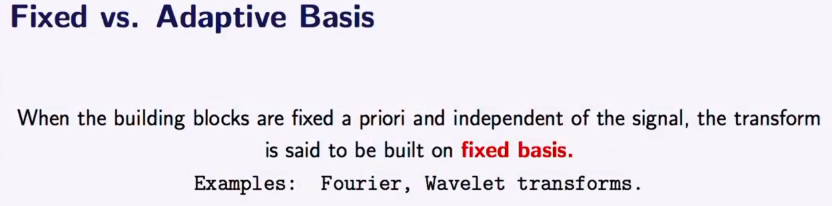 Fixed vs. Adaptive Basis
When the building blocks are fixed a priori and independent of the signal, the transform
is said to be built on fixed basis.
Examples: Fourier, Wavelet transforms.